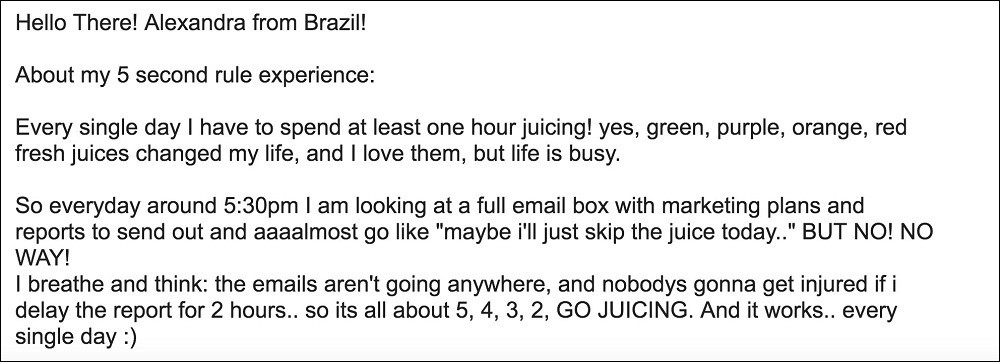 Hello There! Alexandra from Brazil!
About my 5 second rule experience:
Every single day I have to spend at least one hour juicing! yes, green, purple, orange, red
fresh juices changed my life, and I love them, but life is busy.
So everyday around 5:30pm I am looking at a full email box with marketing plans and
reports to send out and aaaalmost go like "maybe i'll just skip the juice today.." BUT NO! NO
WAY!
I breathe and think: the emails aren't going anywhere, and nobodys gonna get injured if i
delay the report for 2 hours.. so its all about 5, 4, 3, 2, GO JUICING. And it works.. every
single day :)